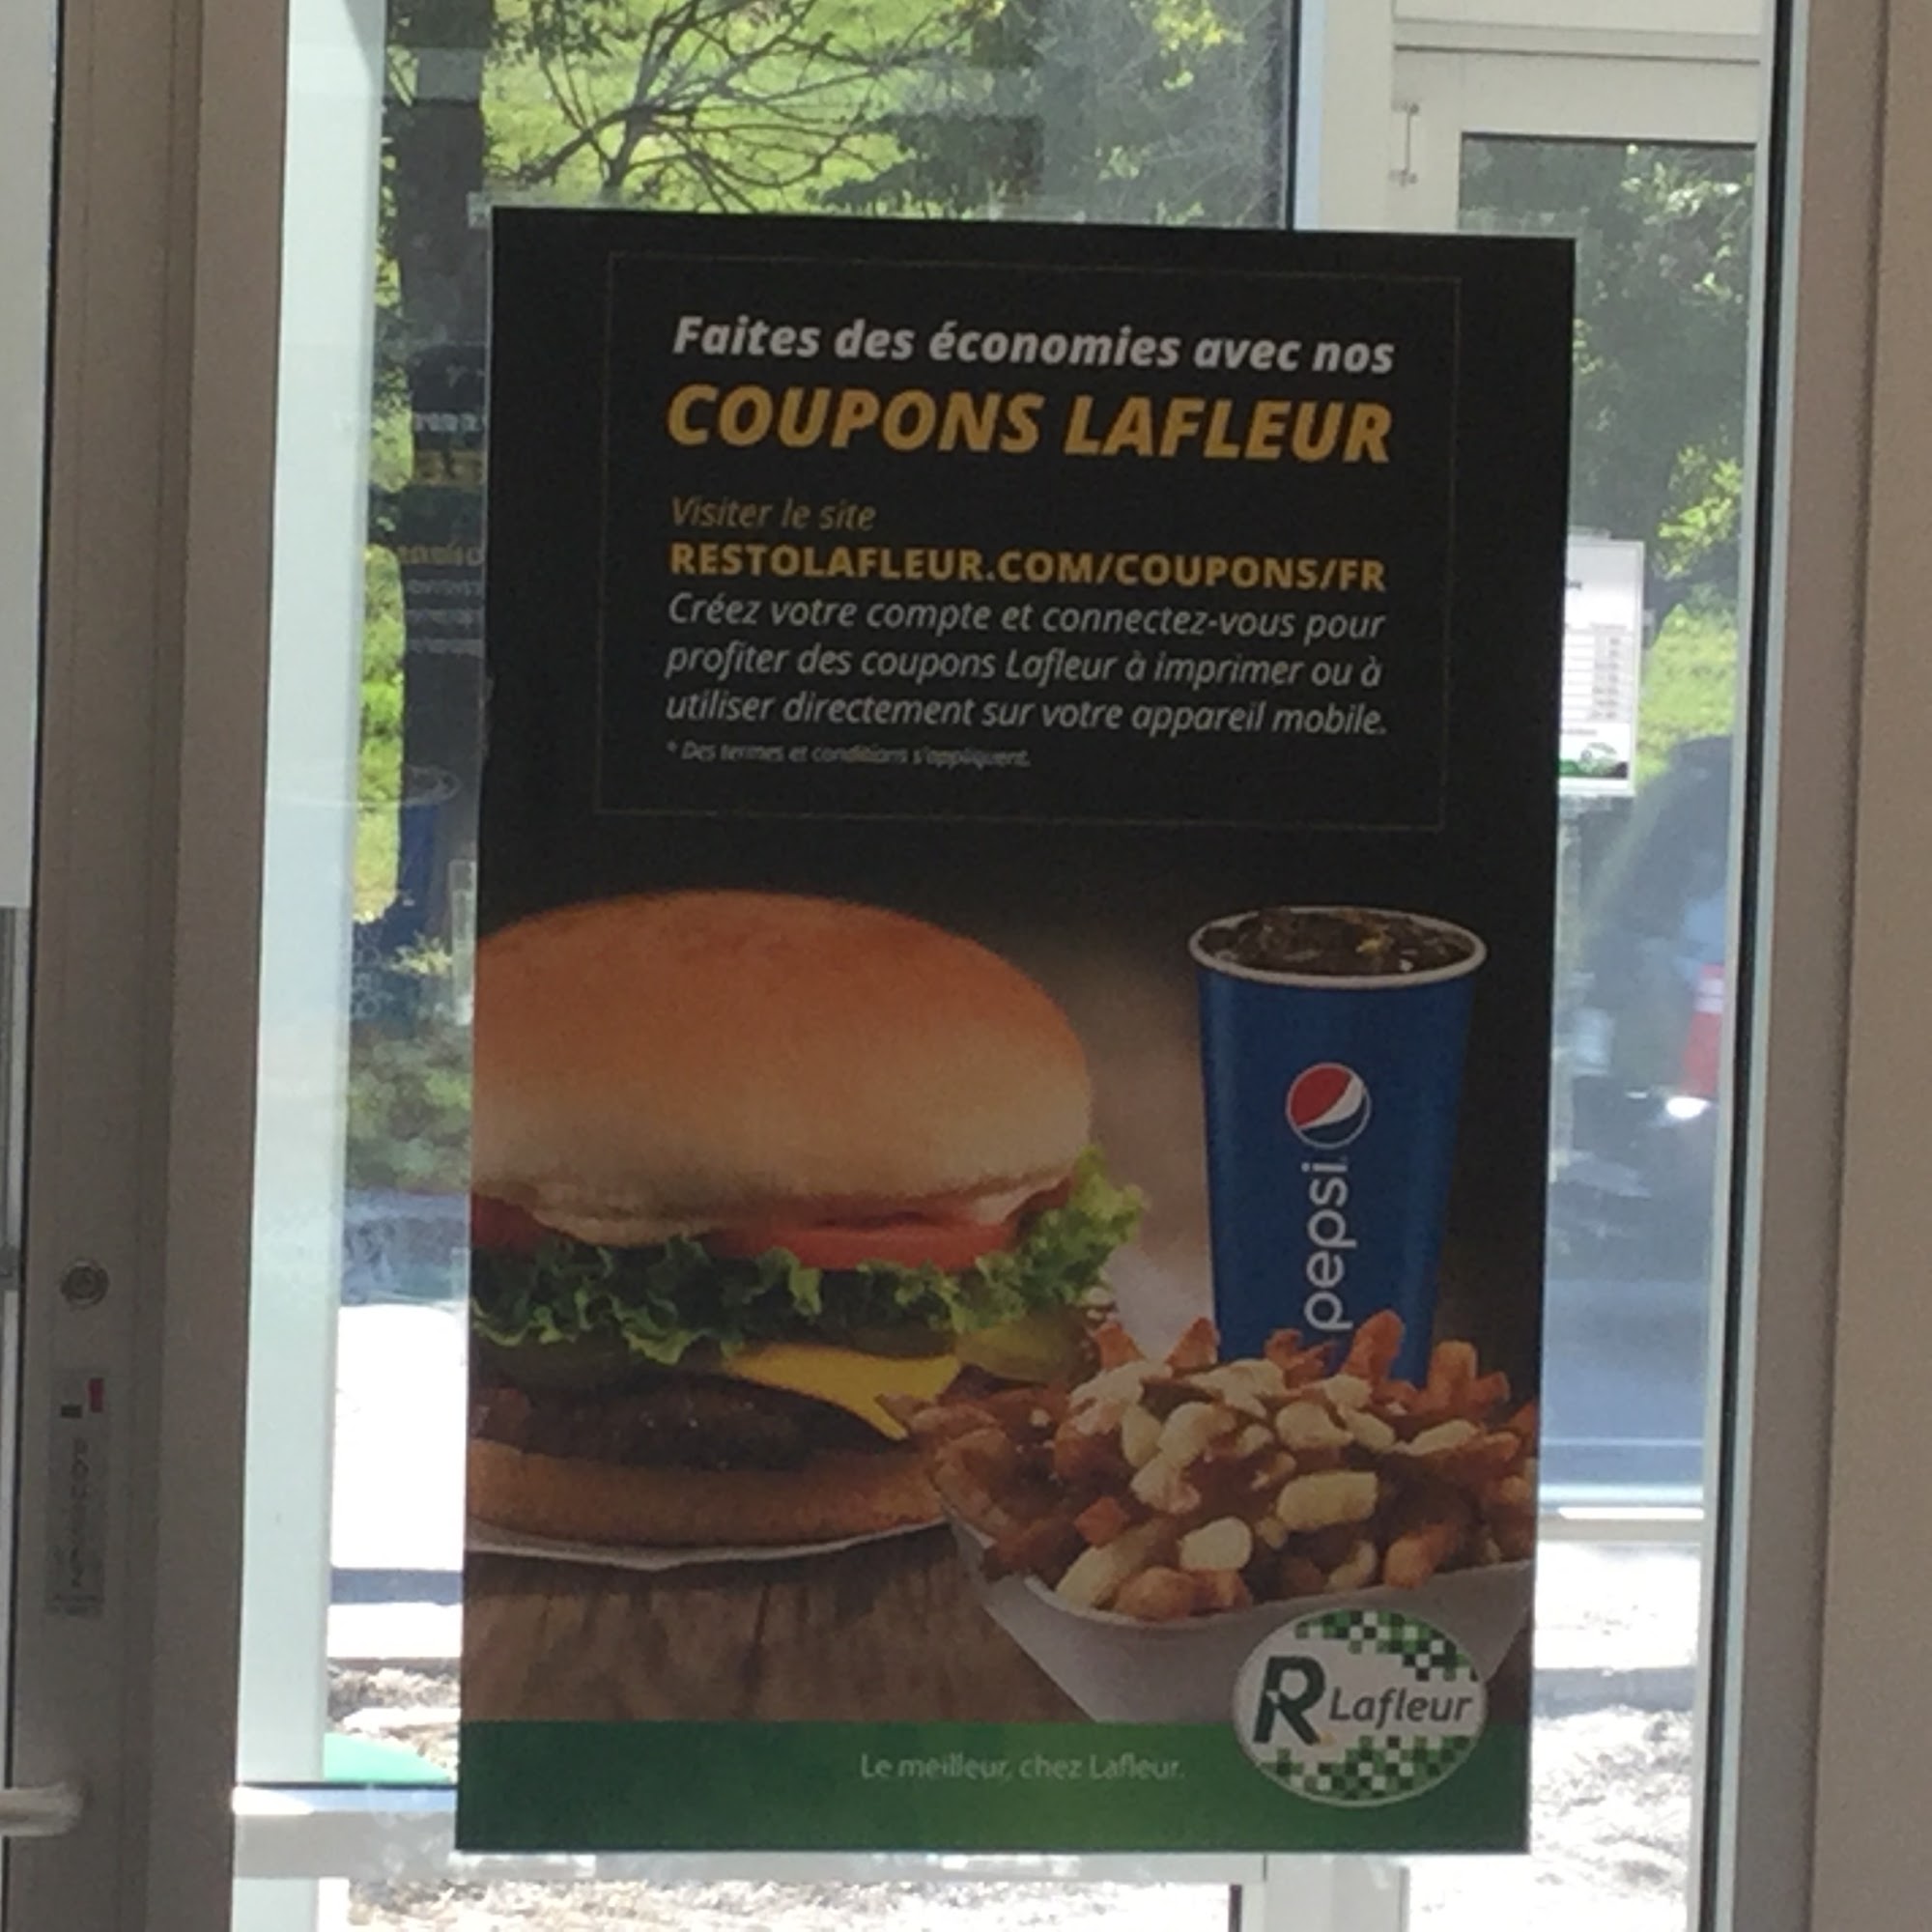 Faites des économies avec nos
COUPONS LAFLEUR
Visiter le site
RESTOLAFLEUR.COM/COUPONS/FR
Créez votre compte et connectez-vous pour
profiter des coupons Lafleur à imprimer ou à
utiliser directement sur votre appareil mobile.
* Des termes et conditions s'appliquent.
pepsi
R Lafleur
Le meilleur, chez Lafleur.